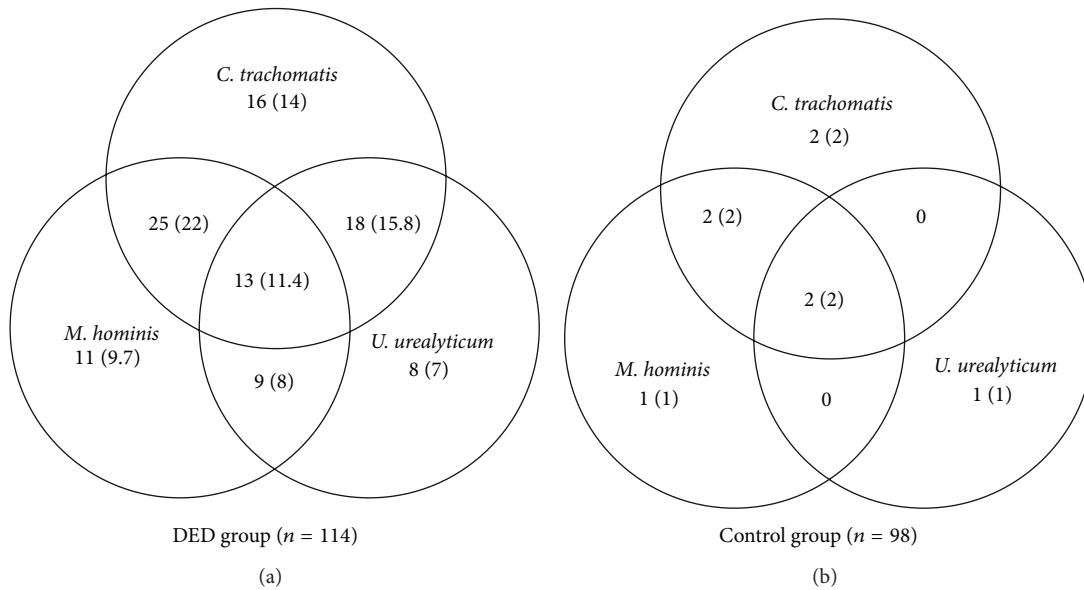 C. trachomatis
16 (14)
25 (22)
18 (15.8)
13 (11.4)
M. hominis
11 (9.7)
U. urealyticum
8 (7)
9 (8)
DED group (n = 114)
(a)
C. trachomatis
2 (2)
2 (2)
0
2 (2)
M. hominis
1 (1)
U. urealyticum
1 (1)
0
Control group (n = 98)
(b)